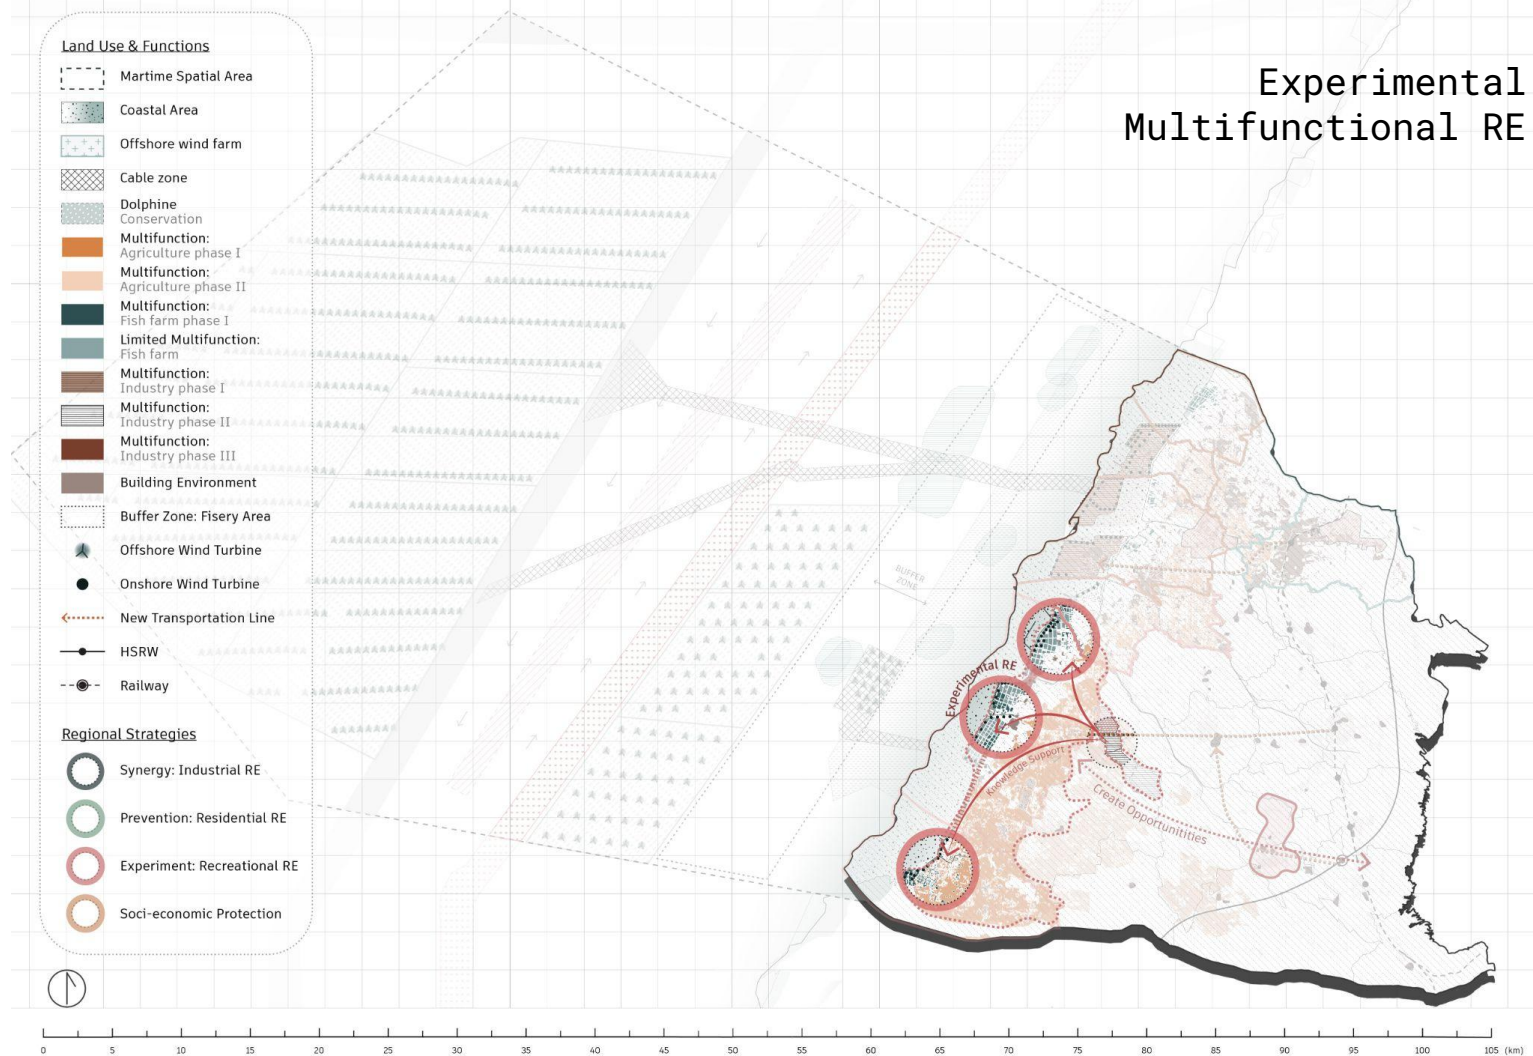 Experimental
Multifunctional RE
Land Use & Functions
Martime Spatial Area
Coastal Area
Offshore wind farm
Cable zone
Dolphine
Conservation
Multifunction:
Agriculture phase I
Multifunction:
Agriculture phase II
Multifunction:
Fish farm phase I
Limited Multifunction:
Fish farm
Multifunction:
Industry phase I
Multifunction:
Industry phase II
Multifunction:
Industry phase III
Building Environment
Buffer Zone: Fisery Area
Offshore Wind Turbine
Onshore Wind Turbine
New Transportation Line
HSRW
Railway
Regional Strategies
Synergy: Industrial RE
Prevention: Residential RE
Experiment: Recreational RE
Soci-economic Protection
BUFFER
ZONE
Experimental RE
Knowledge Support
Create Opportunitities
0 5 10 15 20 25 30 35 40 45 50 55 60 65 70 75 80 85 90 95 100 105 (km)